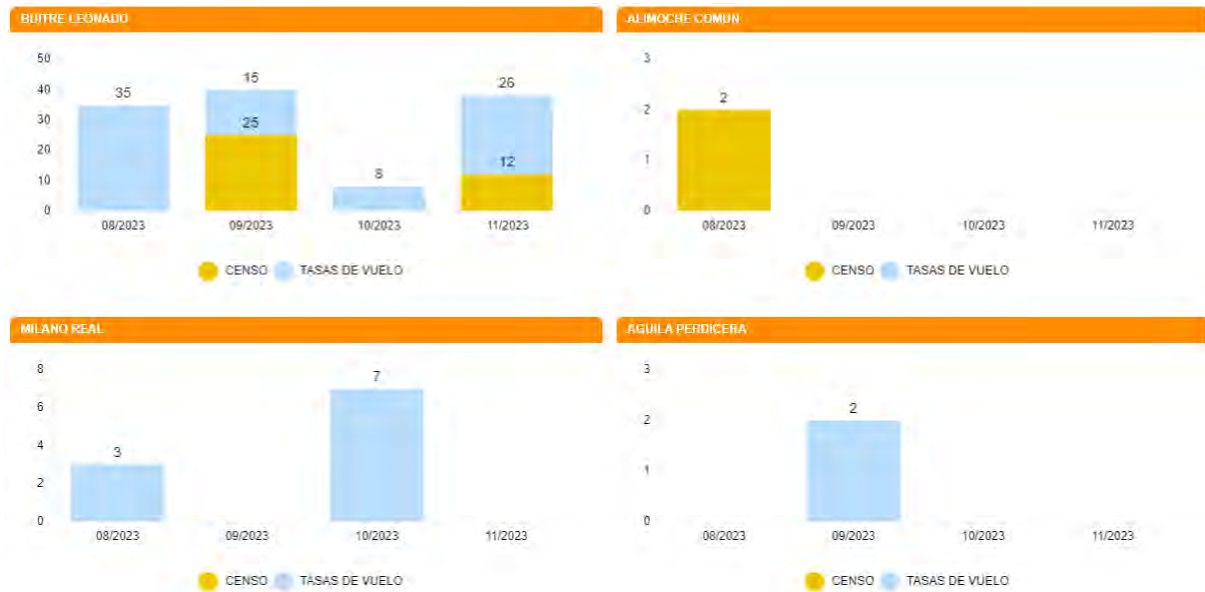 BUITRE LEONADO
50
40
30
20
10
0
35
15
25
8
26
12
08/2023 09/2023 10/2023 11/2023
CENSO TASAS DE VUELO
ALIMOCHE COMUN
3
2
1
0
2
08/2023 09/2023 10/2023 11/2023
CENSO TASAS DE VUELO
MILANO REAL
8
6
4
2
0
3
7
08/2023 09/2023 10/2023 11/2023
CENSO TASAS DE VUELO
AGUILA PERDICERA
3
2
1
0
2
08/2023 09/2023 10/2023 11/2023
CENSO TASAS DE VUELO